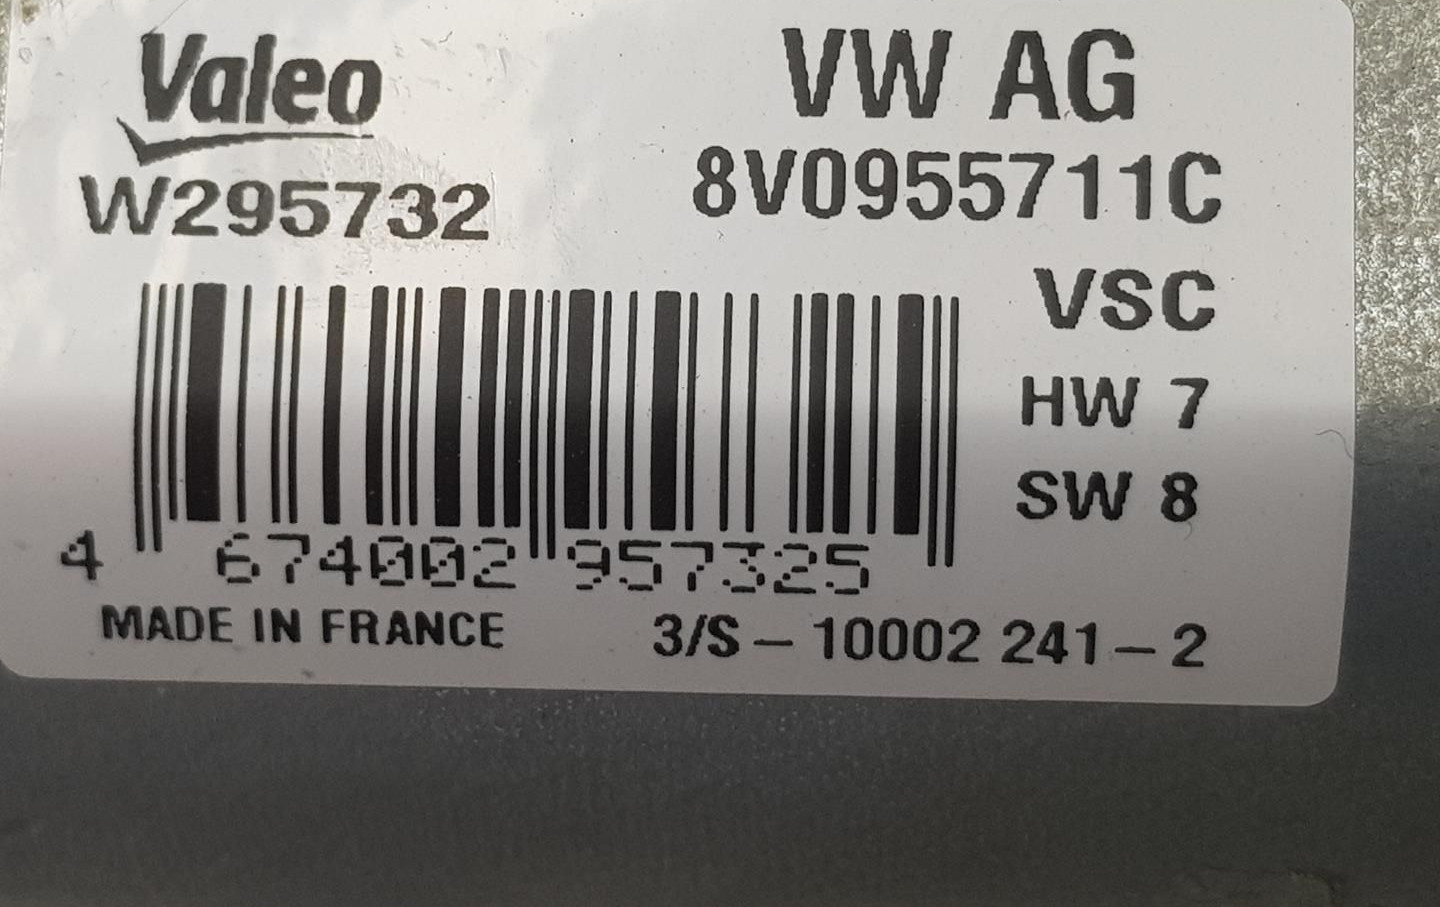 Valeo
VW AG
W295732
8V0955711C
VSC
HW 7
SW 8
4 674002 957325
MADE IN FRANCE
3/S - 10002 241 - 2